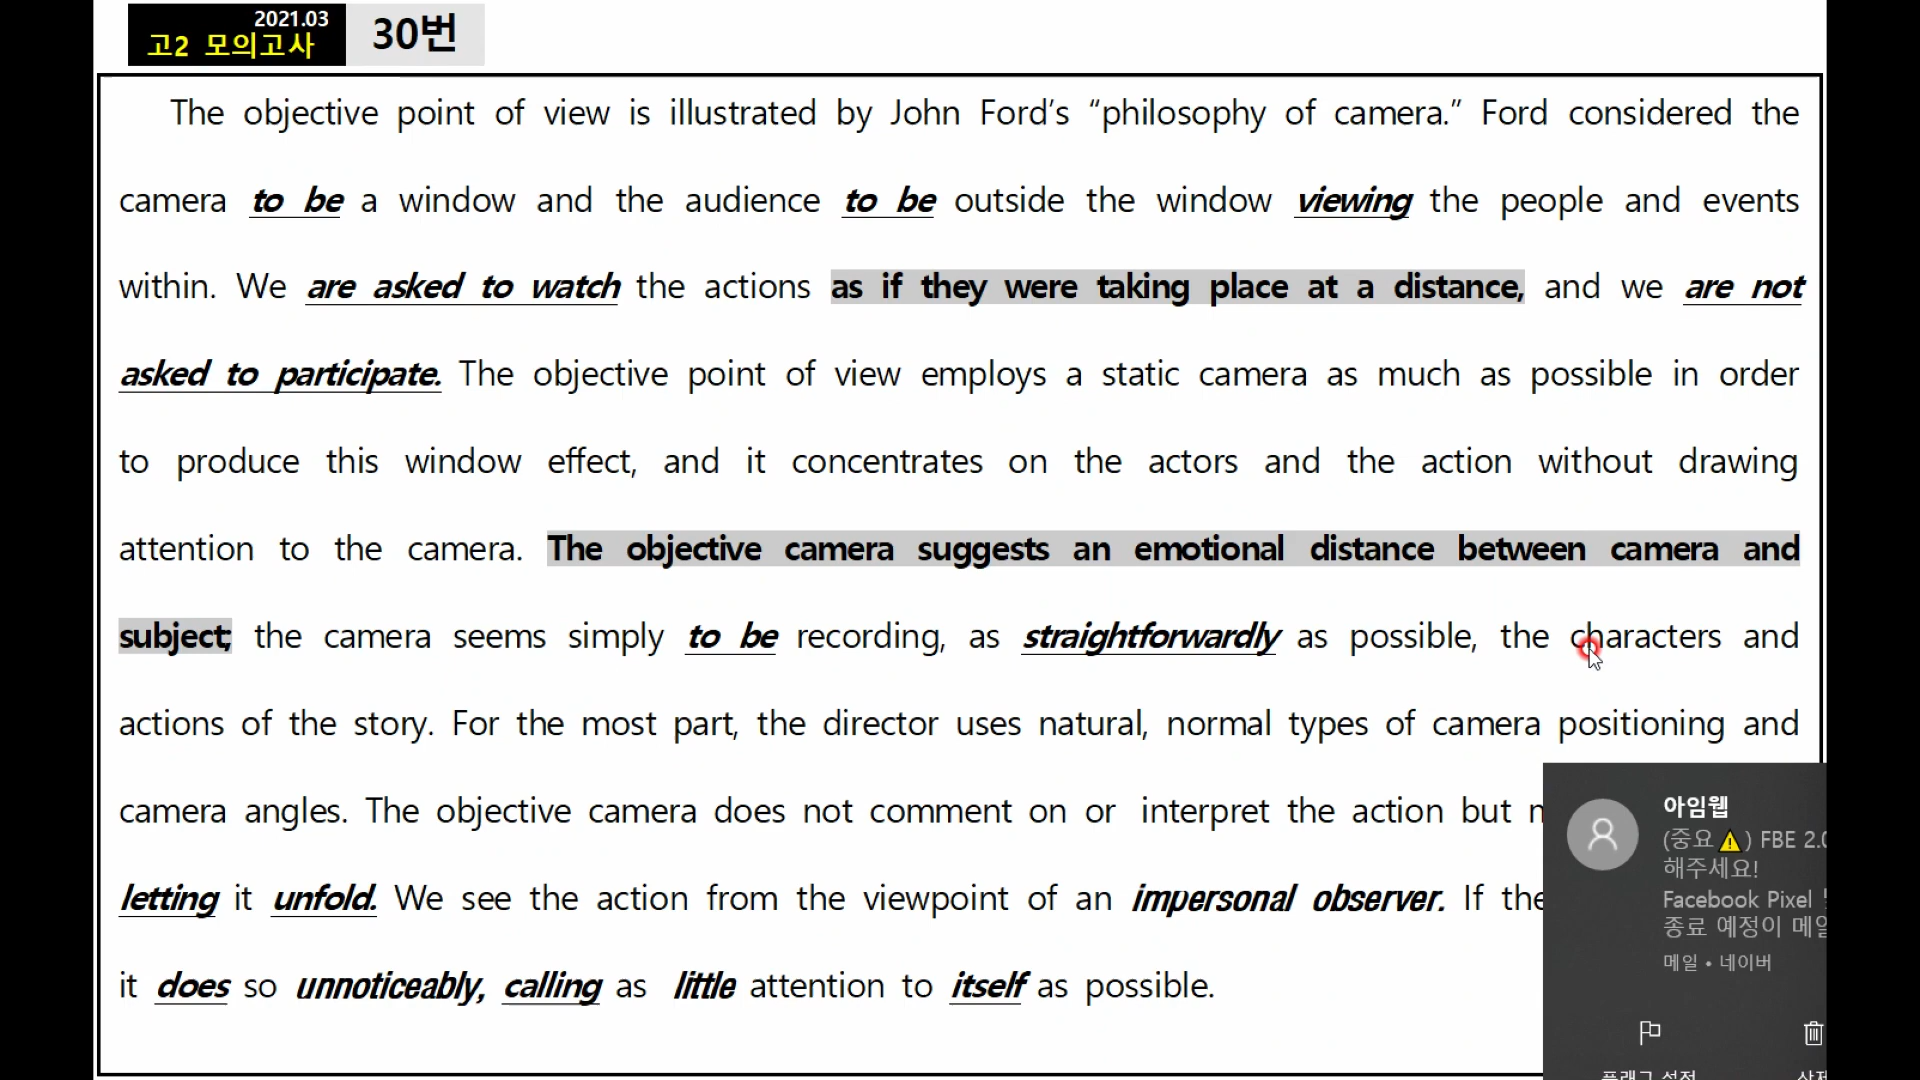 2021.03
고2 모의고사
30번
The objective point of view is illustrated by John Ford’s “philosophy of camera.” Ford considered the
camera to be a window and the audience to be outside the window viewing the people and events
within. We are asked to watch the actions as if they were taking place at a distance, and we are not
asked to participate. The objective point of view employs a static camera as much as possible in order
to produce this window effect, and it concentrates on the actors and the action without drawing
attention to the camera. The objective camera suggests an emotional distance between camera and
subject; the camera seems simply to be recording, as straightforwardly as possible, the characters and
actions of the story. For the most part, the director uses natural, normal types of camera positioning and
camera angles. The objective camera does not comment on or interpret the action but
letting it unfold. We see the action from the viewpoint of an impersonal observer. If the
it does so unnoticeably, calling as little attention to itself as possible.
아임웹
(중요⚠) FBE 2.0
해주세요!
Facebook Pixel
종료 예정이 메일
메일 • 네이버
플래그 설정
삭제